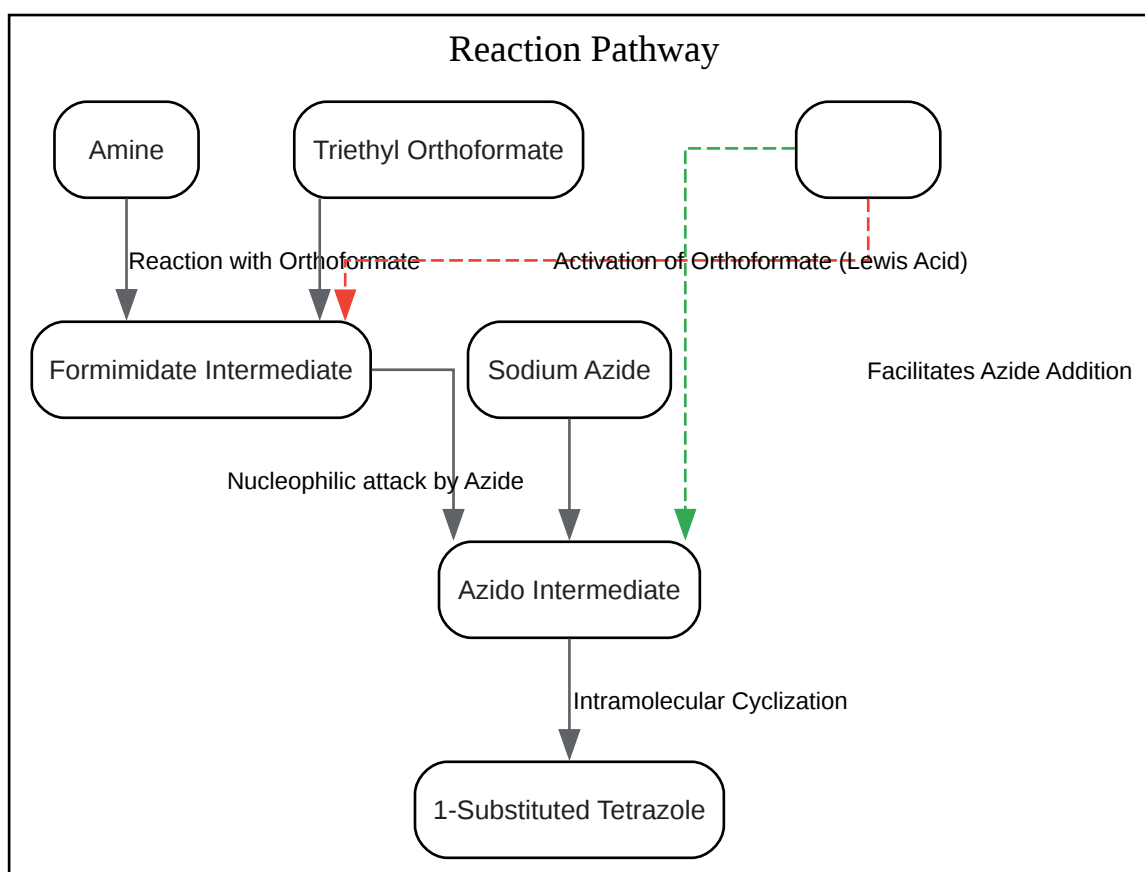 Reaction Pathway
Amine
Triethyl Orthoformate
Reaction with Orthoformate
Activation of Orthoformate (Lewis Acid)
Formimidate Intermediate
Sodium Azide
Facilitates Azide Addition
Nucleophilic attack by Azide
Azido Intermediate
Intramolecular Cyclization
1-Substituted Tetrazole